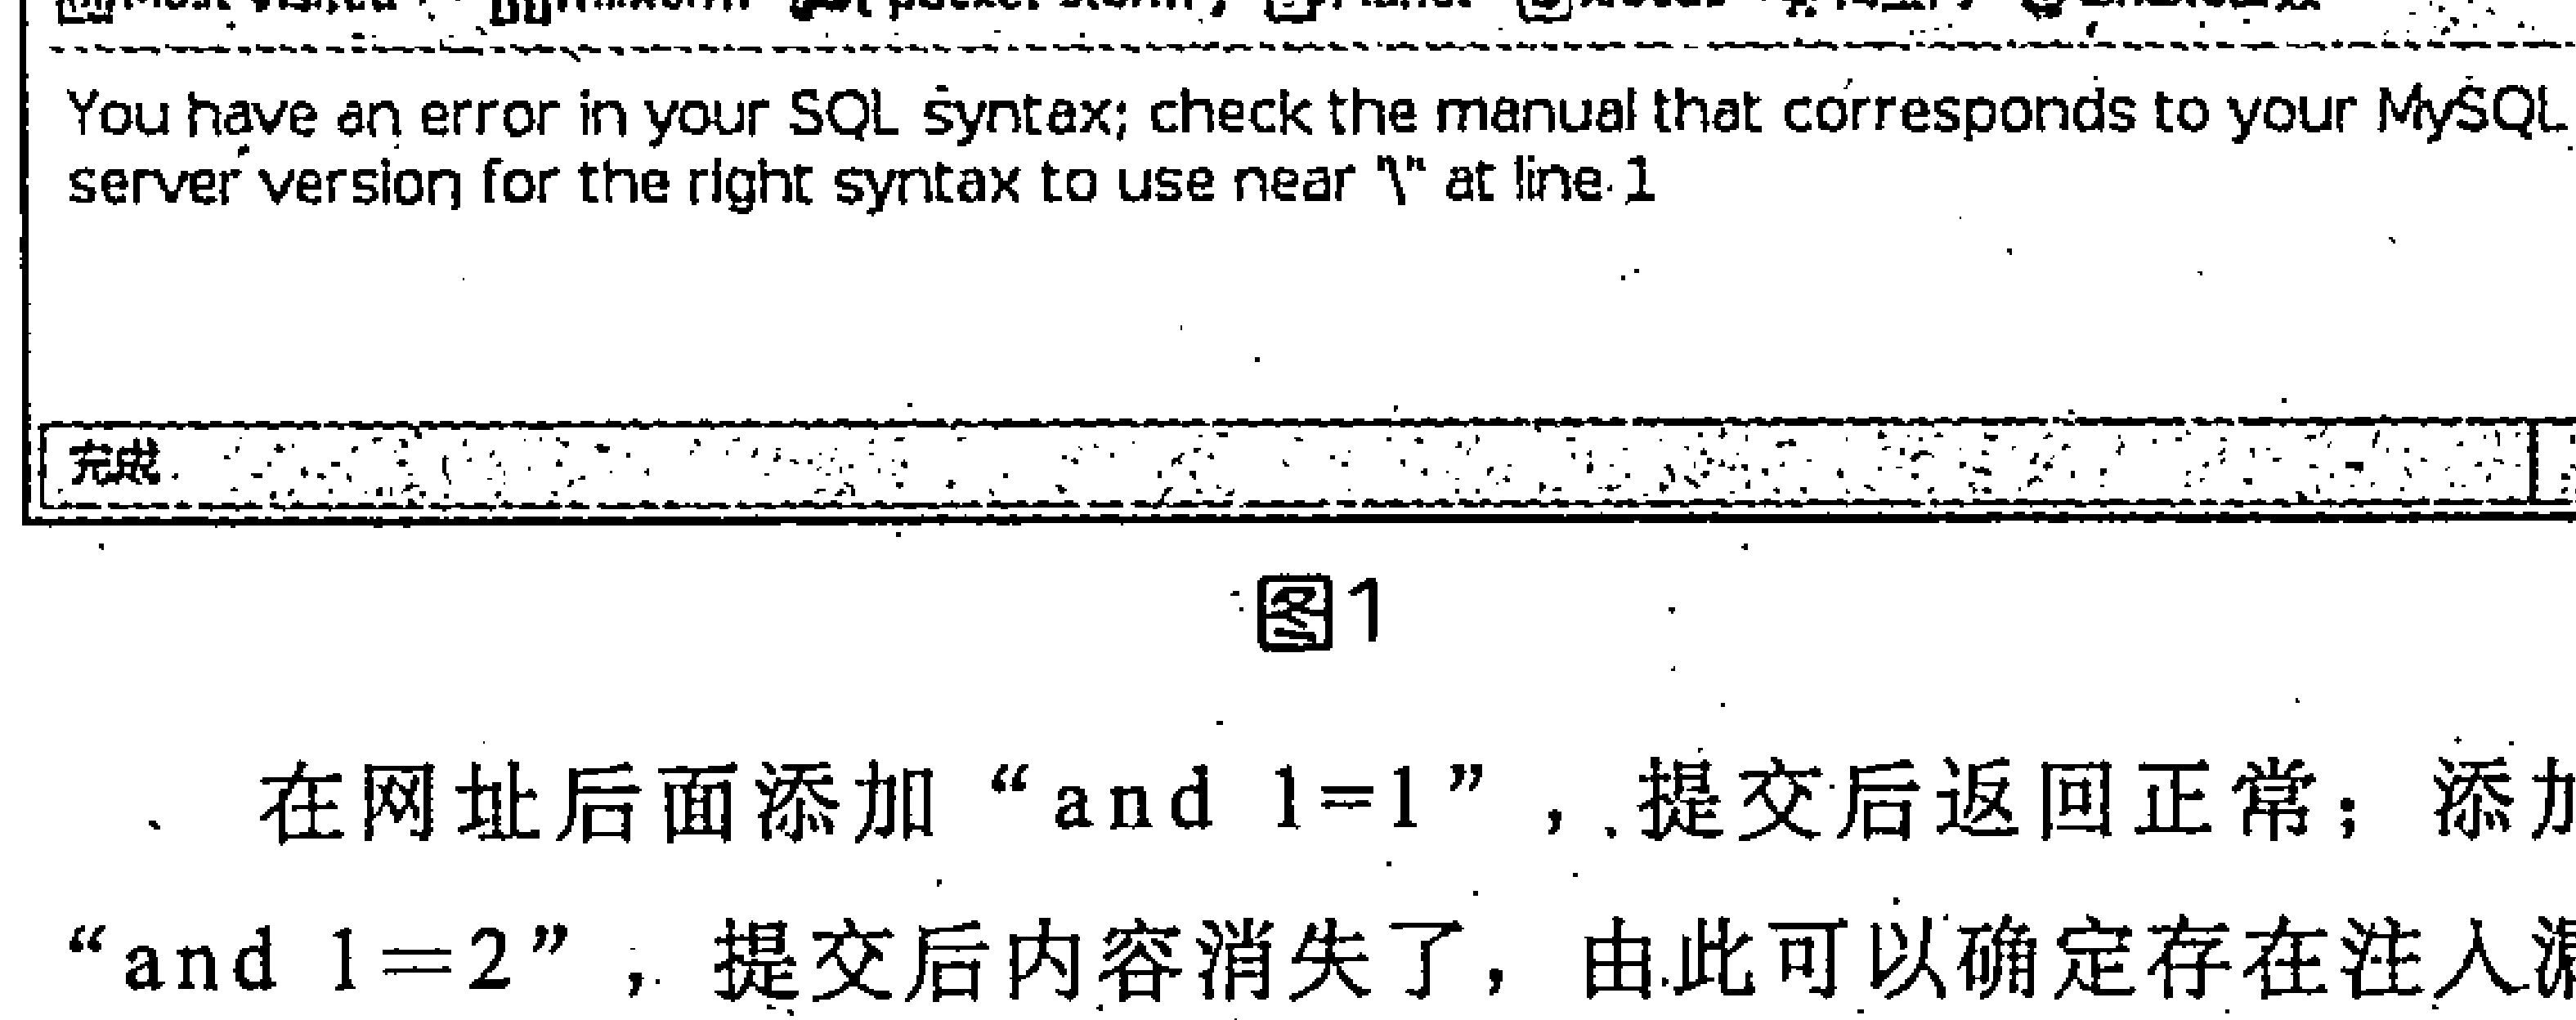 You have an error in your SQL syntax; check the manual that corresponds to your MySQL
server version for the right syntax to use near '\'' at line 1
完成
图1
在网址后面添加“and 1=1”，提交后返回正常；添加
“and 1=2”，提交后内容消失了，由此可以确定存在注入漏